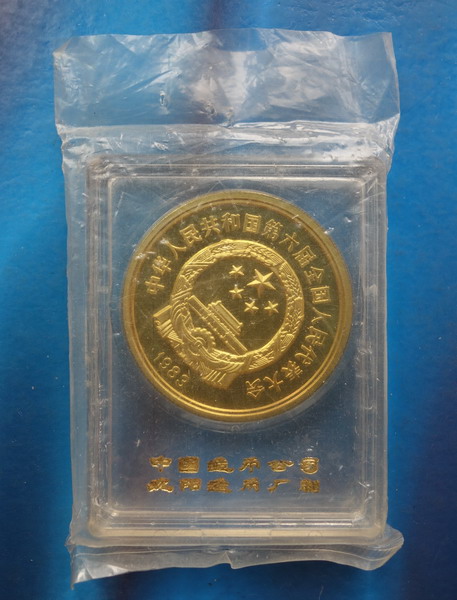 中华人民共和国第六届全国人民代表大会
1983
中国造币公司
沈阳造币厂制